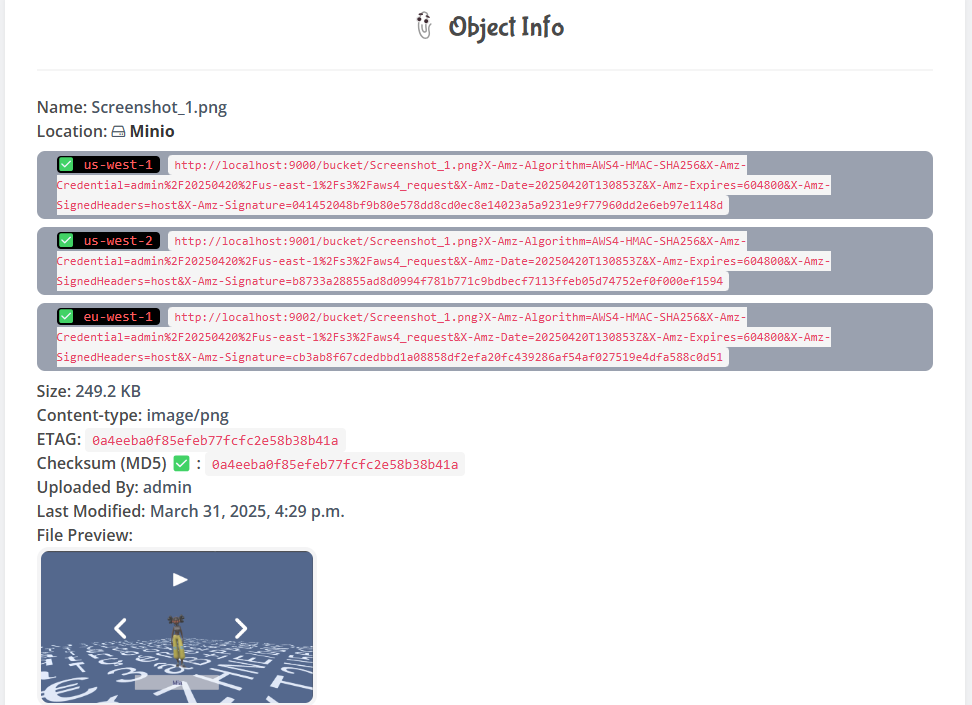 Object Info
Name: Screenshot_1.png
Location: Minio
us-west-1 http://localhost:9000/bucket/Screenshot_1.png?X-Amz-Algorithm=AWS4-HMAC-SHA256&X-Amz-
Credential=admin%2F20250420%2Fus-east-1%2Fs3%2Faws4_request&X-Amz-Date=20250420T130853Z&X-Amz-Expires=604800&X-Amz-
SignedHeaders=host&X-Amz-Signature=041452048bf9b80e578dd8cd0ec8e14023a5a9231e9f77960dd2e6eb97e1148d
us-west-2 http://localhost:9001/bucket/Screenshot_1.png?X-Amz-Algorithm=AWS4-HMAC-SHA256&X-Amz-
Credential=admin%2F20250420%2Fus-east-1%2Fs3%2Faws4_request&X-Amz-Date=20250420T130853Z&X-Amz-Expires=604800&X-Amz-
SignedHeaders=host&X-Amz-Signature=b8733a28855ad8d0994f781b771c9bdbecf7113ffeb05d74752ef0f000ef1594
eu-west-1 http://localhost:9002/bucket/Screenshot_1.png?X-Amz-Algorithm=AWS4-HMAC-SHA256&X-Amz-
Credential=admin%2F20250420%2Fus-east-1%2Fs3%2Faws4_request&X-Amz-Date=20250420T130853Z&X-Amz-Expires=604800&X-Amz-
SignedHeaders=host&X-Amz-Signature=cb3ab8f67cdedbbd1a08858df2efa20fc439286af54af027519e4dfa588c0d51
Size: 249.2 KB
Content-type: image/png
ETAG: 0a4eeba0f85efeb77fcfc2e58b38b41a
Checksum (MD5) : 0a4eeba0f85efeb77fcfc2e58b38b41a
Uploaded By: admin
Last Modified: March 31, 2025, 4:29 p.m.
File Preview: